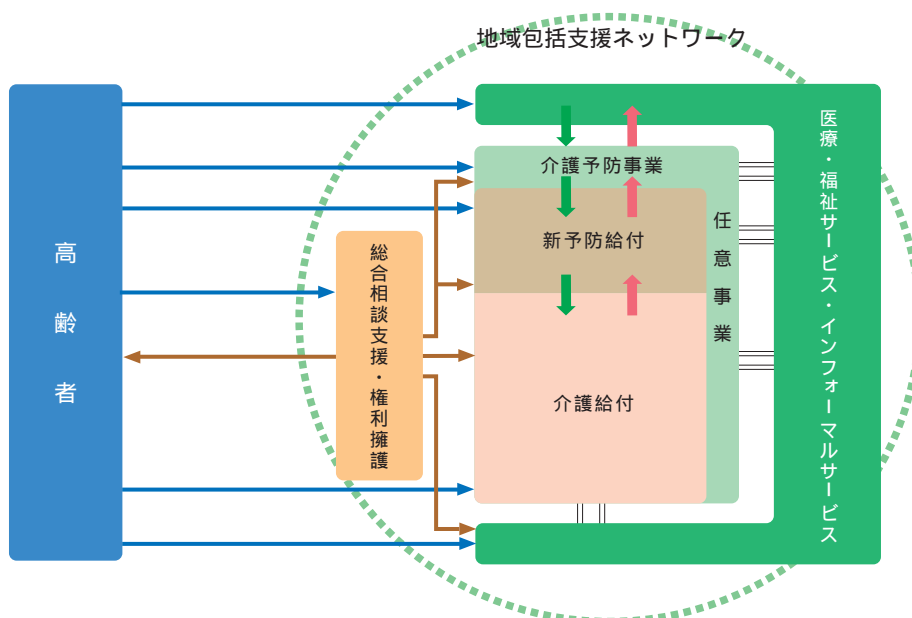 地域包括支援ネットワーク
高齢者
総合相談支援・権利擁護
介護予防事業
新予防給付
介護給付
任意事業
医療・福祉サービス・インフォーマルサービス